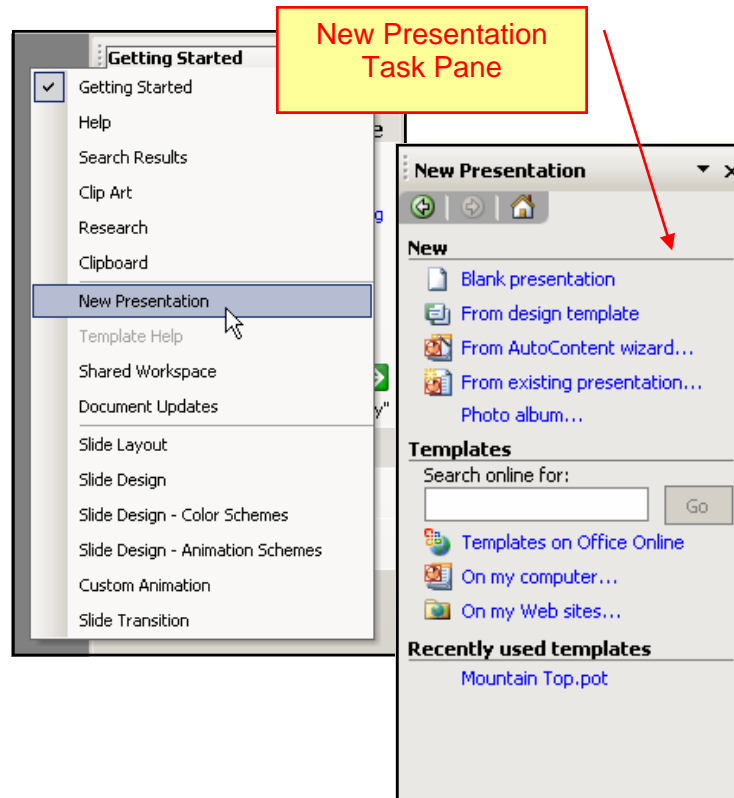 New Presentation
Task Pane
Getting Started
Getting Started
Help
Search Results
Clip Art
Research
Clipboard
New Presentation
Template Help
Shared Workspace
Document Updates
Slide Layout
Slide Design
Slide Design - Color Schemes
Slide Design - Animation Schemes
Custom Animation
Slide Transition
e
g
y"
New Presentation
New
Blank presentation
From design template
From AutoContent wizard...
From existing presentation...
Photo album...
Templates
Search online for:
Go
Templates on Office Online
On my computer...
On my Web sites...
Recently used templates
Mountain Top.pot